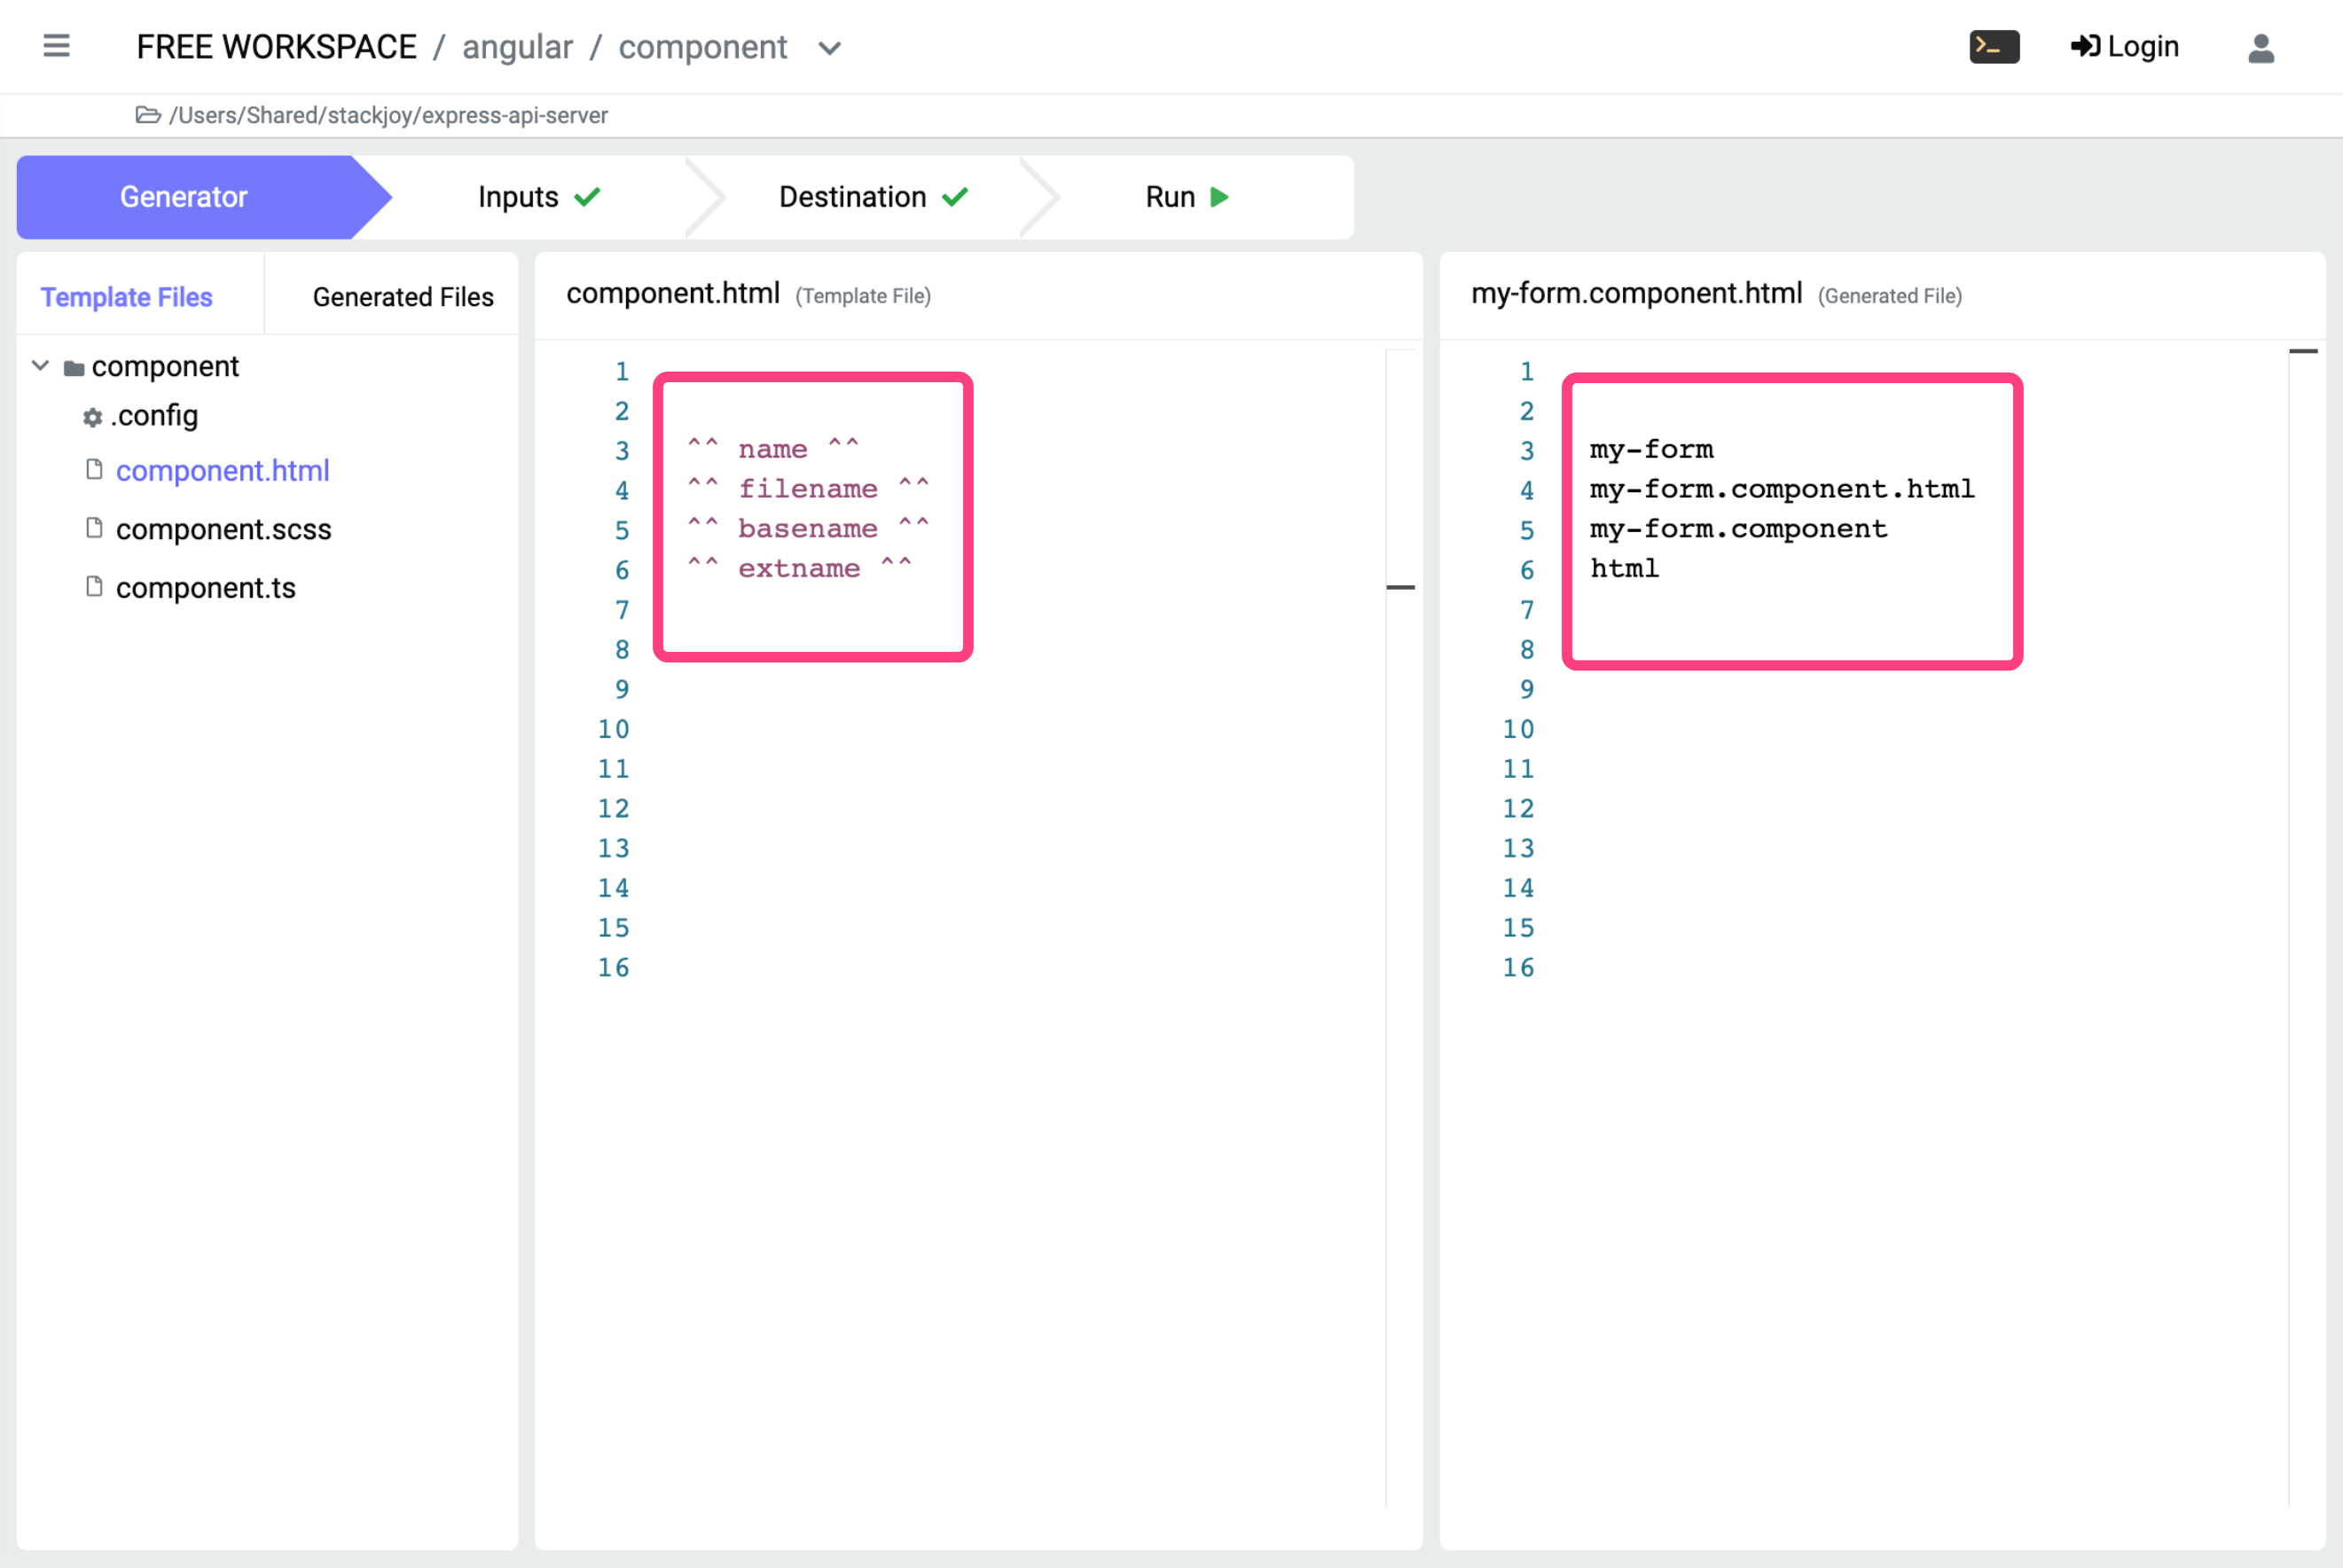 FREE WORKSPACE / angular / component
Login
/Users/Shared/stackjoy/express-api-server
Generator
Inputs
Destination
Run
Template Files
Generated Files
component
.config
component.html
component.scss
component.ts
component.html (Template File)
1
2
3 ^^ name ^^
4 ^^ filename ^^
5 ^^ basename ^^
6 ^^ extname ^^
7
8
9
10
11
12
13
14
15
16
my-form.component.html (Generated File)
1
2
3 my-form
4 my-form.component.html
5 my-form.component
6 html
7
8
9
10
11
12
13
14
15
16